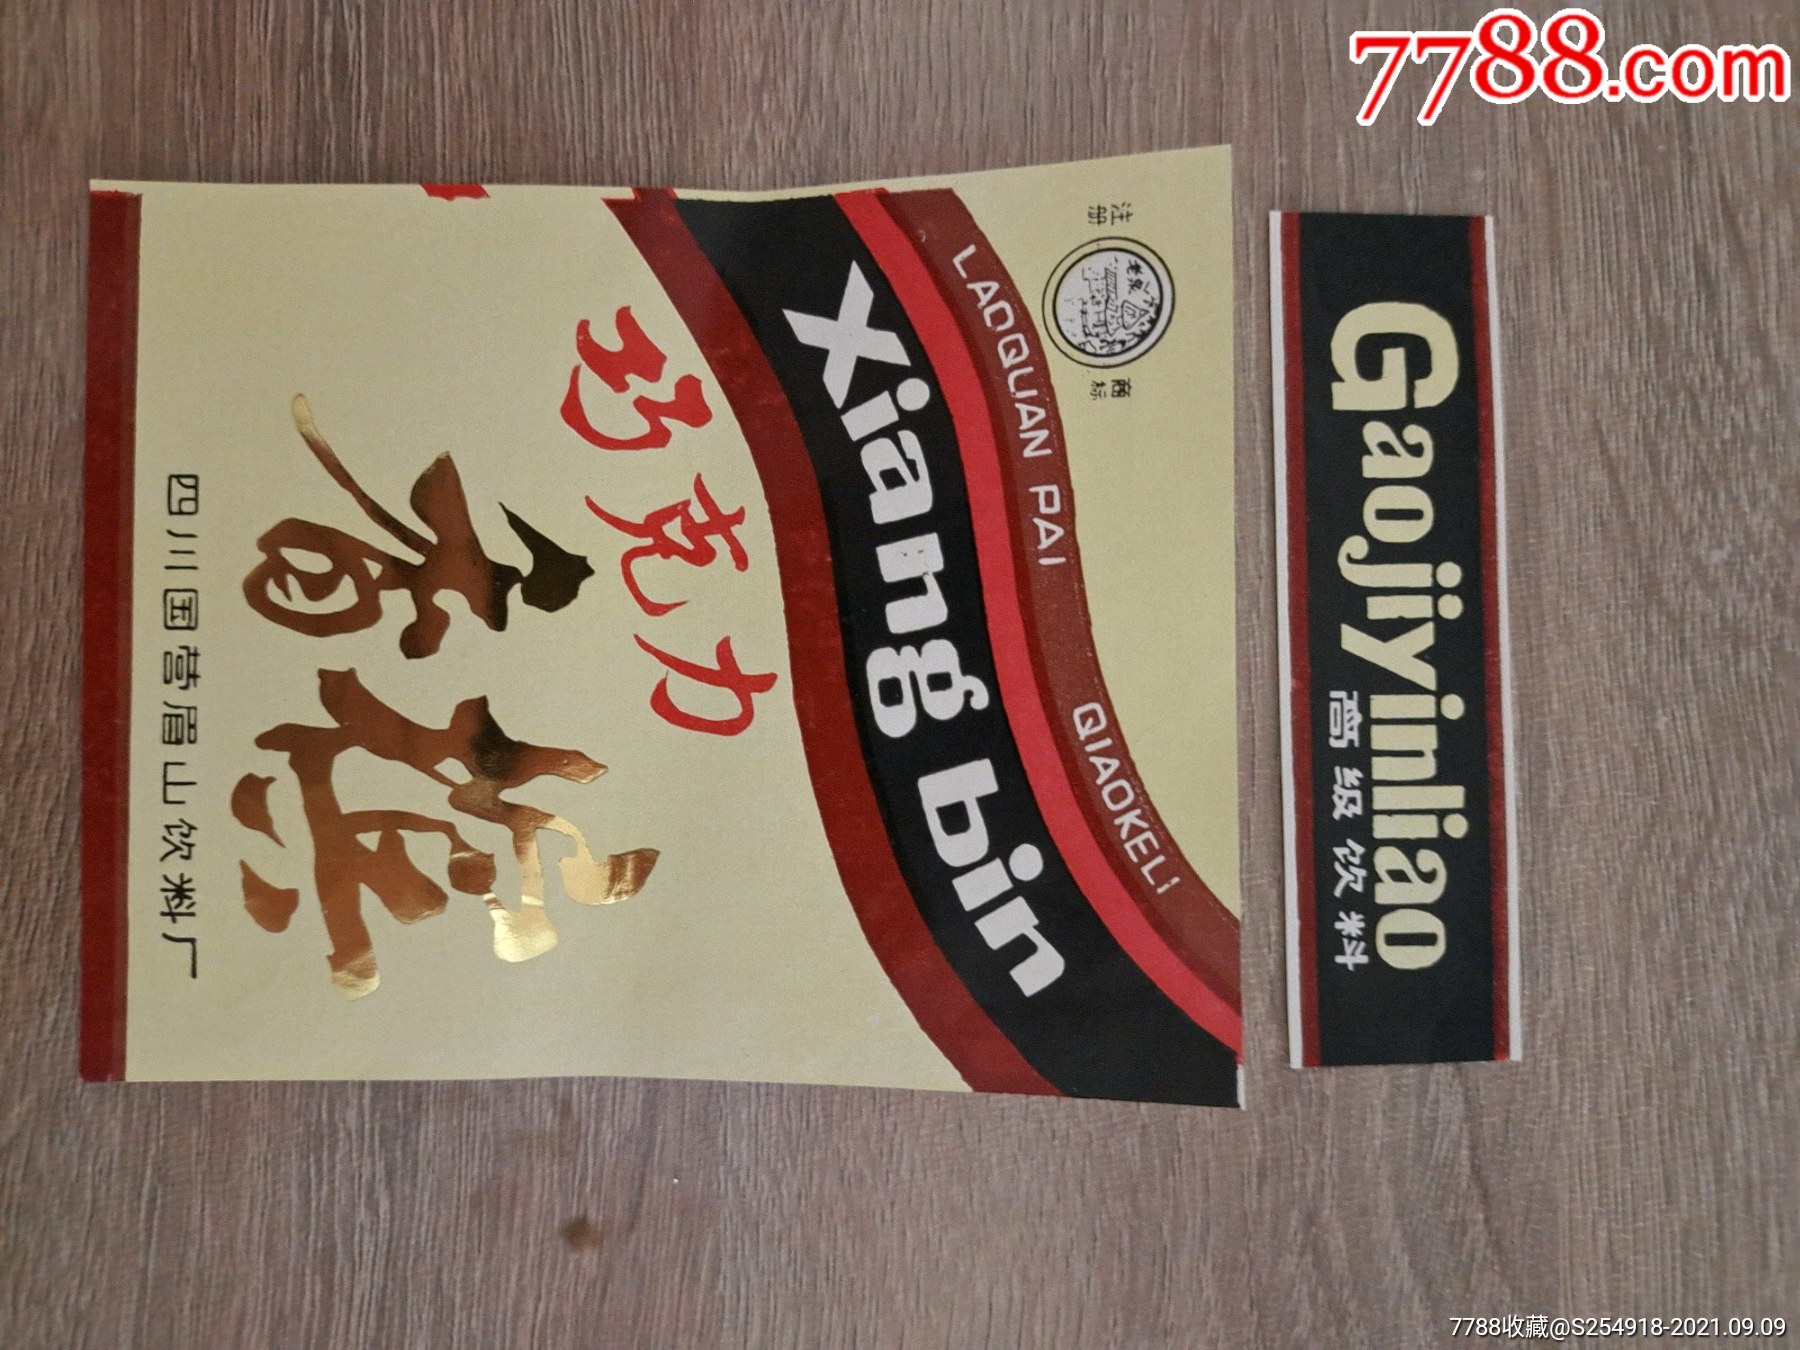 7788.com
注册
商标
老泉
LAOQUAN PAI QIAOKELI
Xiang bin
巧克力
香槟
四川国营眉山饮料厂
Gaojiyinliao
高级饮料
7788收藏@S254918-2021.09.09